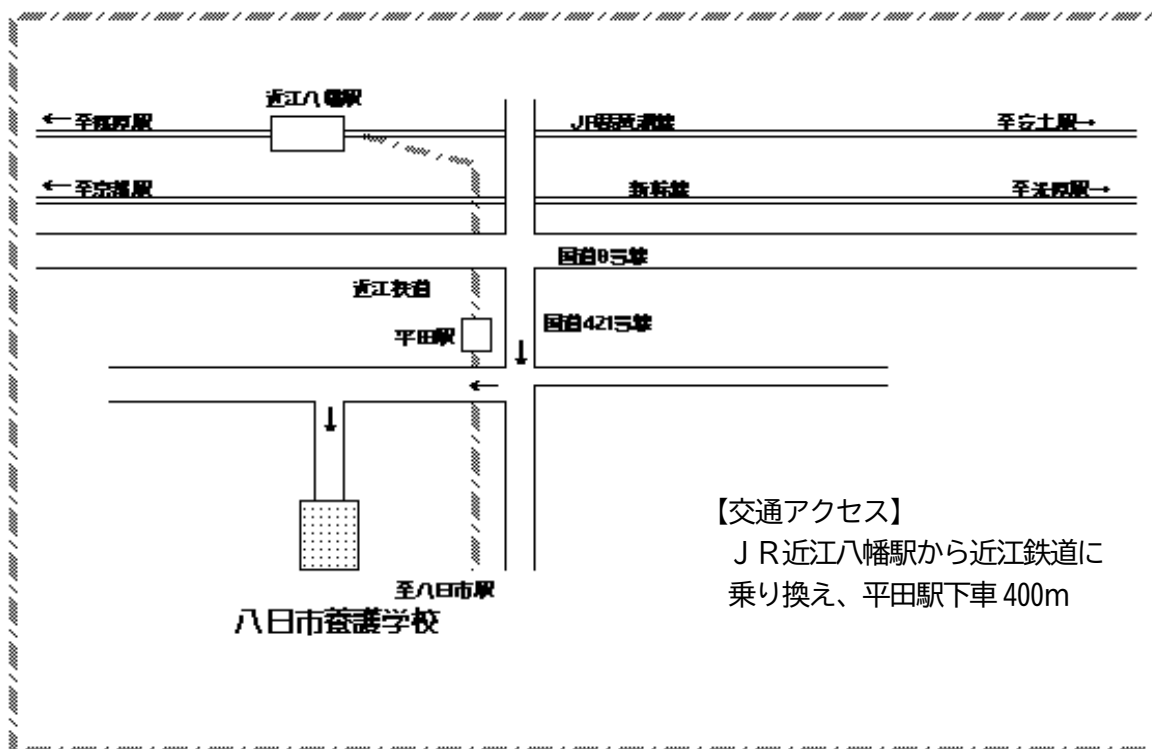 近江八幡駅
←至篠原駅
JR琵琶湖線
至安土駅→
←至京都駅
新幹線
至米原駅→
国道8号線
近江鉄道
国道421号線
平田駅
【交通アクセス】
JR近江八幡駅から近江鉄道に
乗り換え、平田駅下車 400m
至八日市駅
八日市養護学校